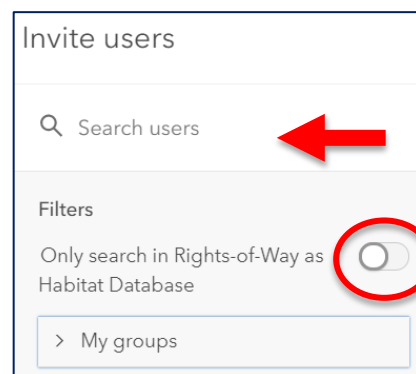 Invite users
Search users
Filters
Only search in Rights-of-Way as
Habitat Database
My groups